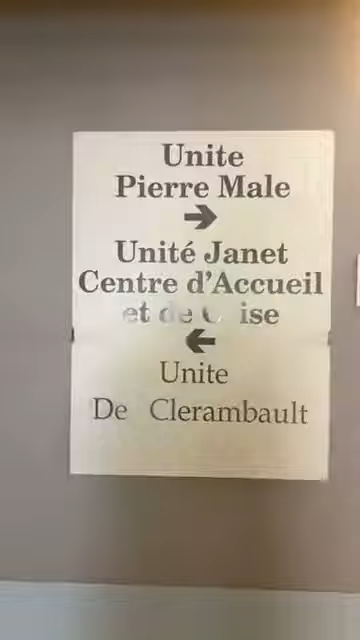 Unite
Pierre Male
→
Unité Janet
Centre d'Accueil
et de
←
Unite
De Clerambault